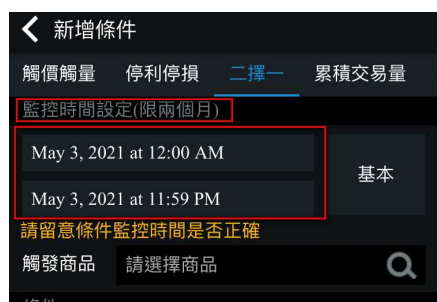 新增條件
觸價觸量 停利停損 二擇一 累積交易量
監控時間設定(限兩個月)
May 3, 2021 at 12:00 AM
基本
May 3, 2021 at 11:59 PM
請留意條件監控時間是否正確
觸發商品 請選擇商品